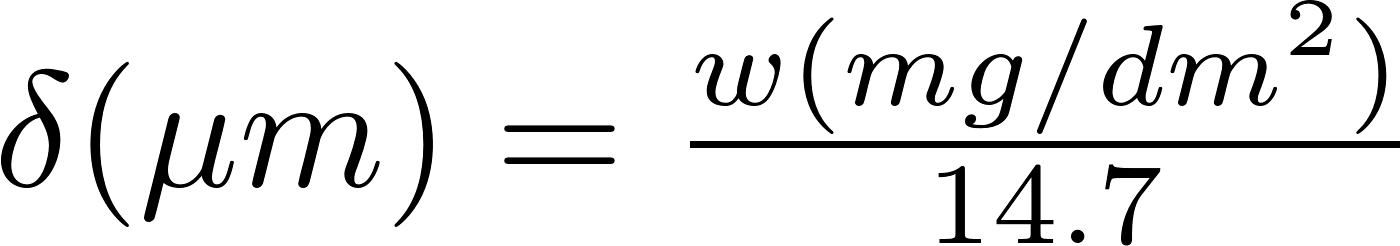 δ(μm) = w(mg/dm²) / 14.7